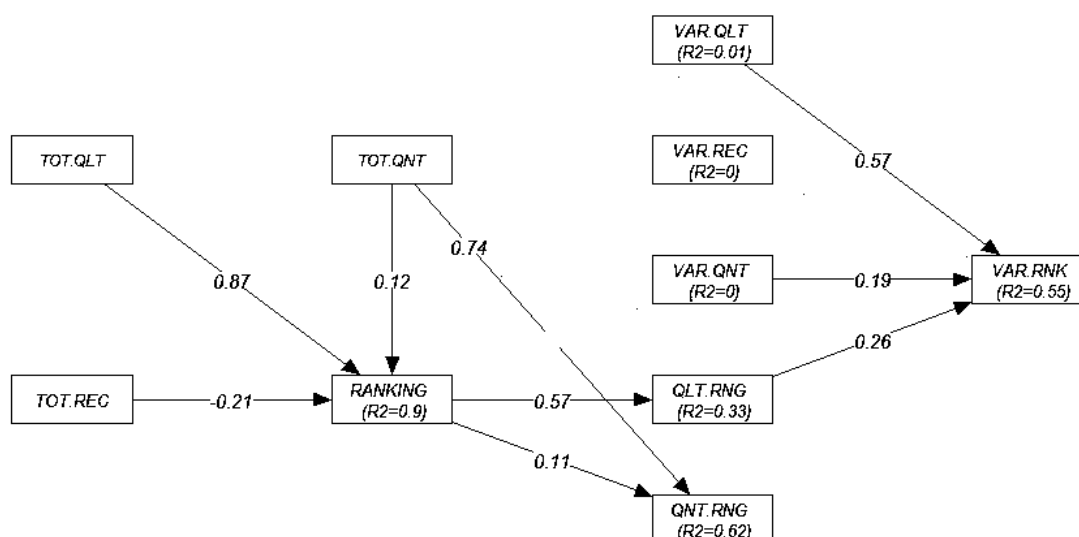 VAR.QLT
(R2=0.01)
TOT.QLT
TOT.QNT
VAR.REC
(R2=0)
0.57
0.74
0.87
0.12
VAR.QNT
(R2=0)
0.19
VAR.RNK
(R2=0.55)
0.26
TOT.REC
-0.21
RANKING
(R2=0.9)
0.57
QLT.RNG
(R2=0.33)
0.11
QNT.RNG
(R2=0.62)